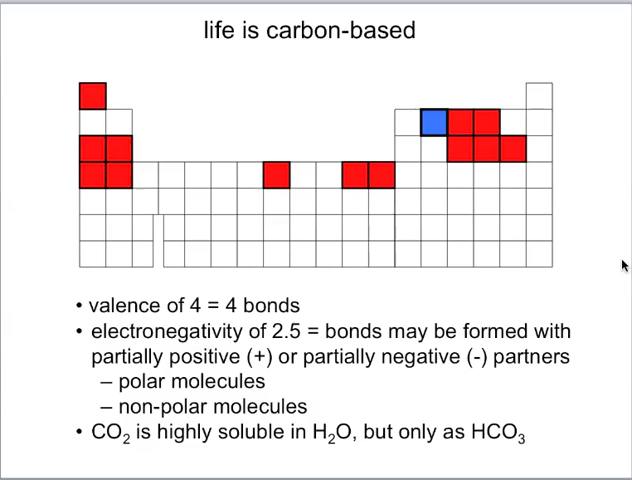 life is carbon-based
• valence of 4 = 4 bonds
• electronegativity of 2.5 = bonds may be formed with
partially positive (+) or partially negative (-) partners
– polar molecules
– non-polar molecules
• CO₂ is highly soluble in H₂O, but only as HCO₃